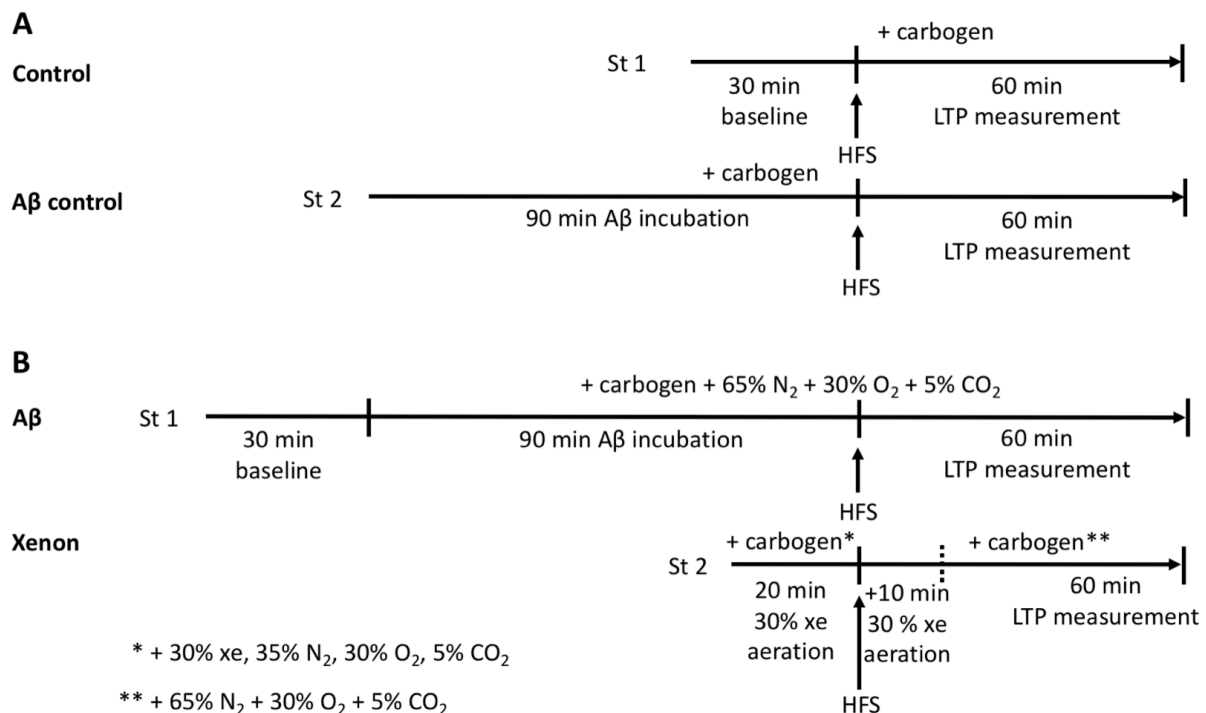 A
+ carbogen
Control
St 1
30 min
baseline
60 min
LTP measurement
HFS
+ carbogen
Aβ control
St 2
90 min Aβ incubation
60 min
LTP measurement
HFS
B
+ carbogen + 65% N₂ + 30% O₂ + 5% CO₂
Aβ
St 1
30 min
baseline
90 min Aβ incubation
60 min
LTP measurement
HFS
Xenon
+ carbogen*
+ carbogen**
St 2
20 min
30% xe
aeration
+10 min
30 % xe
aeration
60 min
LTP measurement
HFS
* + 30% xe, 35% N₂, 30% O₂, 5% CO₂
** + 65% N₂ + 30% O₂ + 5% CO₂